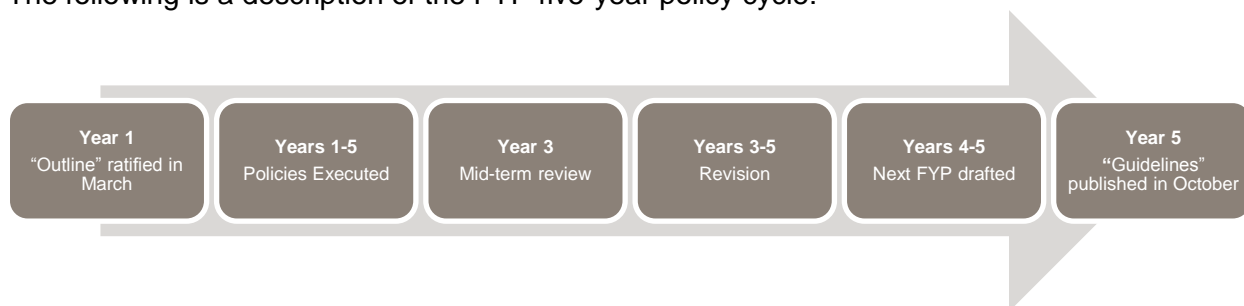 The following is a description of the FYP five-year policy cycle:
Year 1
“Outline” ratified in
March
Years 1-5
Policies Executed
Year 3
Mid-term review
Years 3-5
Revision
Years 4-5
Next FYP drafted
Year 5
“Guidelines”
published in October